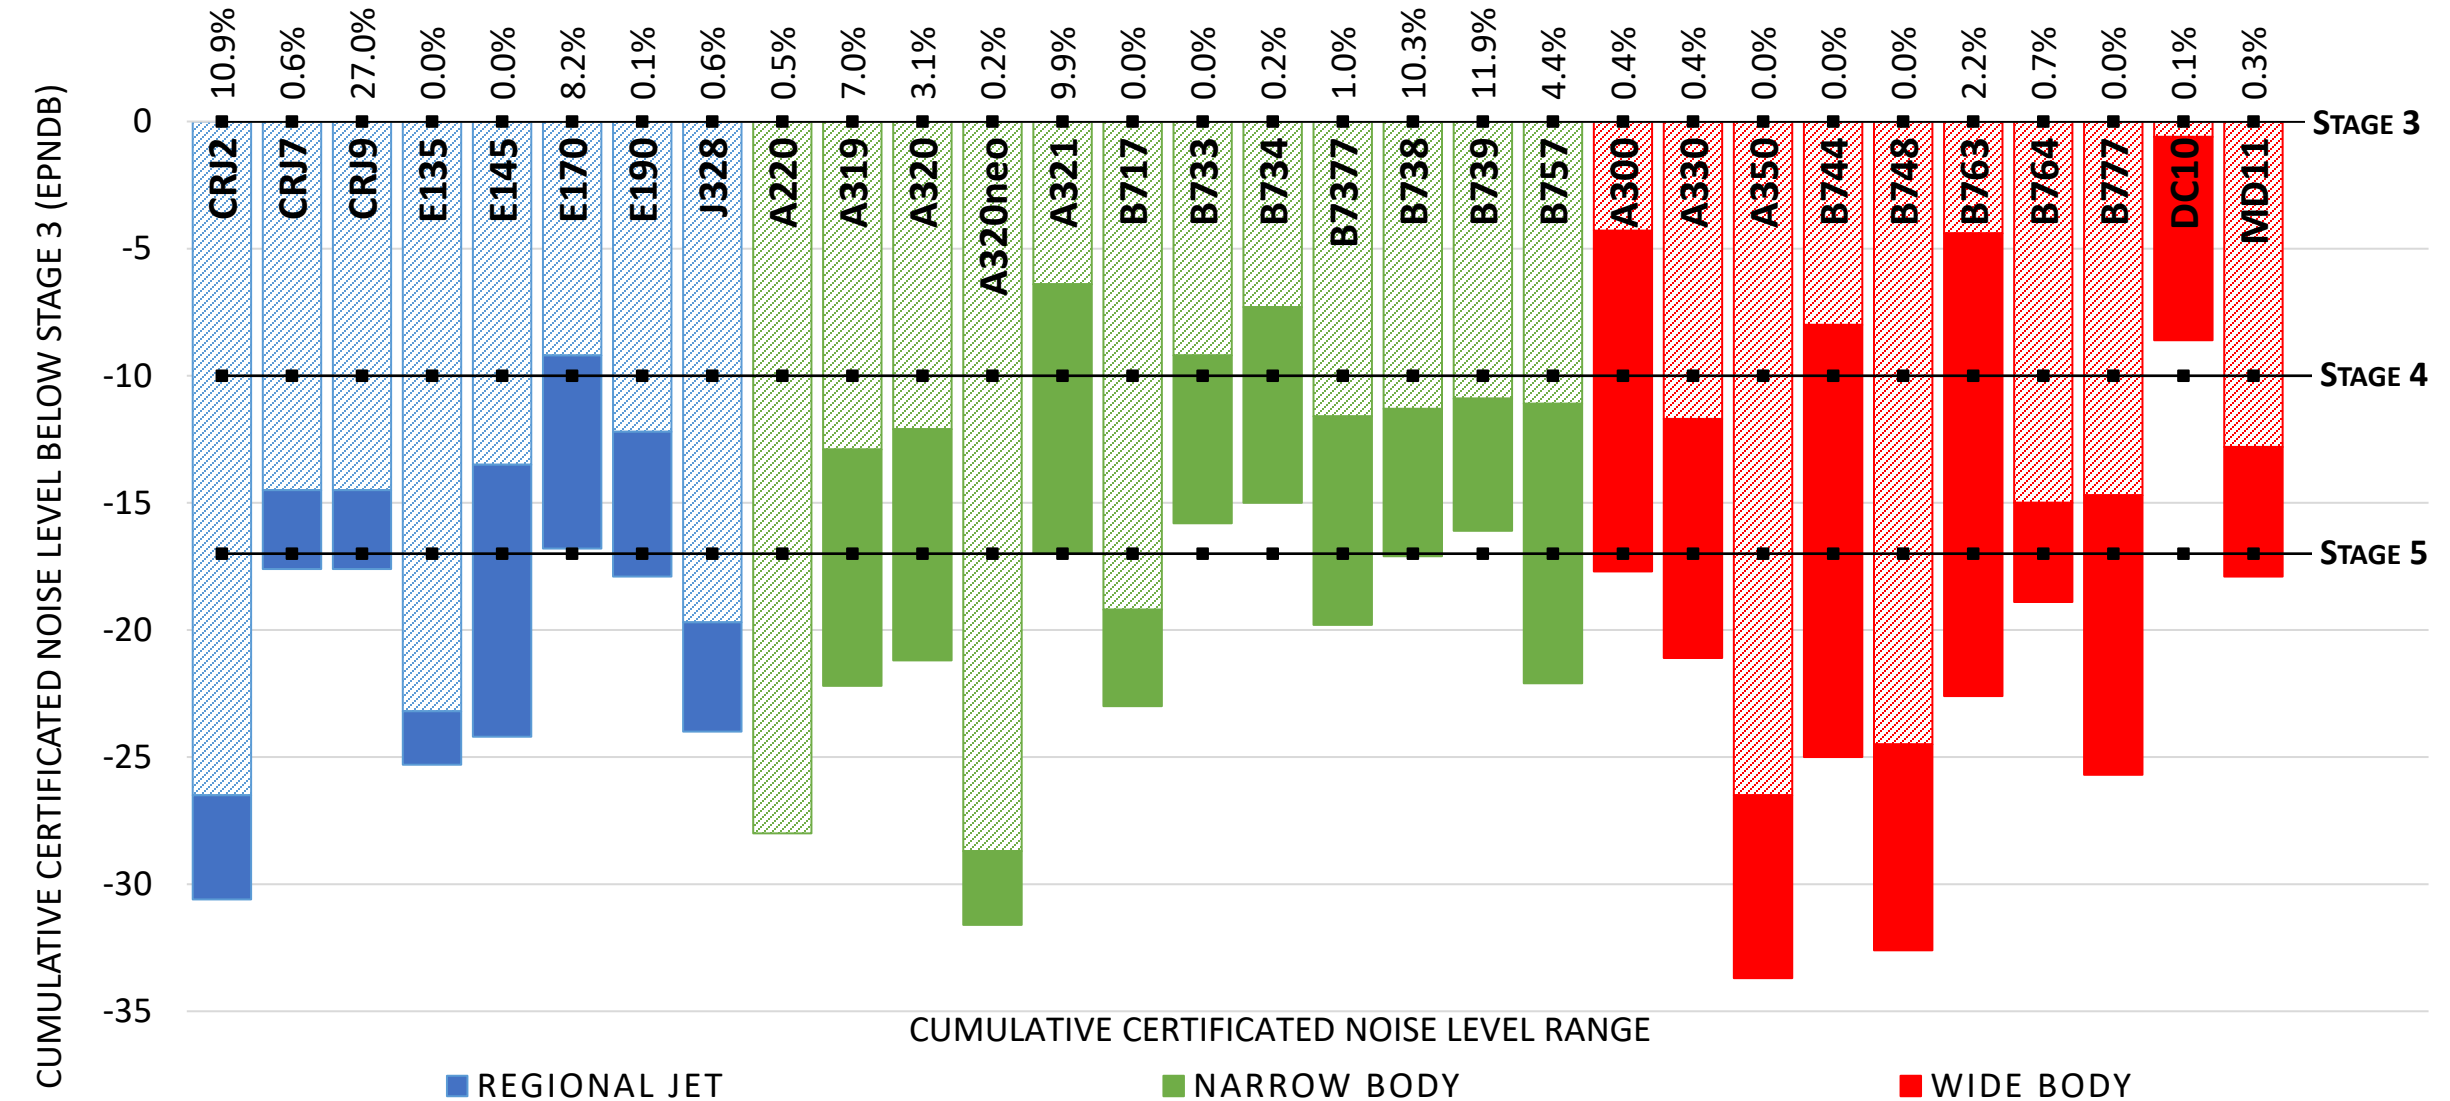 10.9%
0.6%
27.0%
0.0%
0.0%
8.2%
0.1%
0.6%
0.5%
7.0%
3.1%
0.2%
9.9%
0.0%
0.0%
0.2%
1.0%
10.3%
11.9%
4.4%
0.4%
0.4%
0.0%
0.0%
0.0%
2.2%
0.7%
0.0%
0.1%
0.3%
CUMULATIVE CERTIFICATED NOISE LEVEL BELOW STAGE 3 (EPNDB)
0
-5
-10
-15
-20
-25
-30
-35
CRJ2
CRJ7
CRJ9
E135
E145
E170
E190
J328
A220
A319
A320
A320neo
A321
B717
B733
B734
B7377
B738
B739
B757
A300
A330
A350
B744
B748
B763
B764
B777
DC10
MD11
STAGE 3
STAGE 4
STAGE 5
CUMULATIVE CERTIFICATED NOISE LEVEL RANGE
REGIONAL JET
NARROW BODY
WIDE BODY